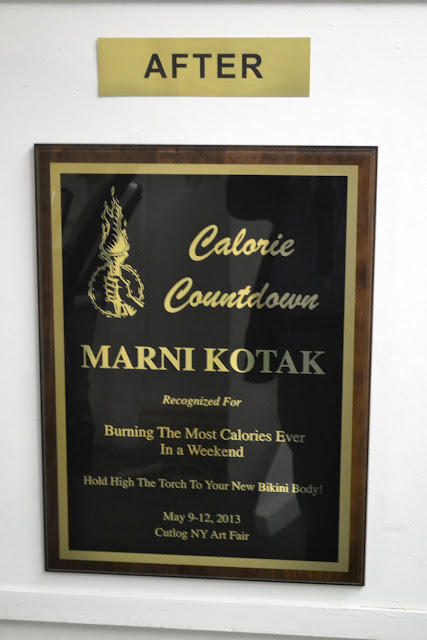 AFTER
Calorie
Countdown
MARNI KOTAK
Recognized For
Burning The Most Calories Ever
In a Weekend
Hold High The Torch To Your New Bikini Body!
May 9-12, 2013
Cutlog NY Art Fair